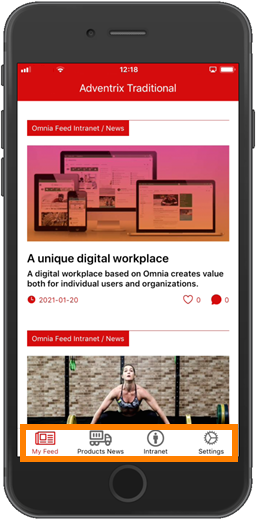 12:18
Adventrix Traditional
Omnia Feed Intranet / News
A unique digital workplace
A digital workplace based on Omnia creates value
both for individual users and organizations.
2021-01-20 0 0
Omnia Feed Intranet / News
My Feed Products News Intranet Settings